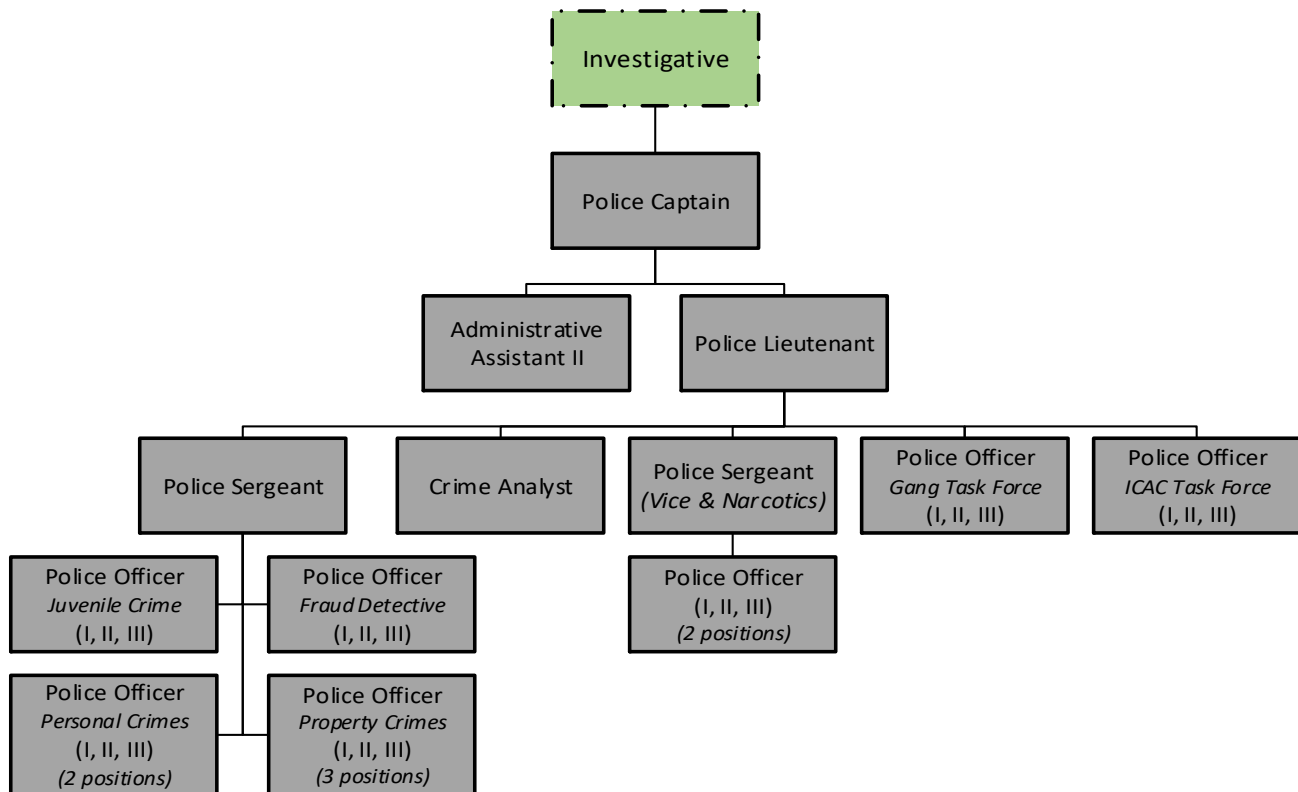 Investigative
Police Captain
Administrative
Assistant II
Police Lieutenant
Police Sergeant
Crime Analyst
Police Sergeant
(Vice & Narcotics)
Police Officer
Gang Task Force
(I, II, III)
Police Officer
ICAC Task Force
(I, II, III)
Police Officer
Juvenile Crime
(I, II, III)
Police Officer
Fraud Detective
(I, II, III)
Police Officer
(I, II, III)
(2 positions)
Police Officer
Personal Crimes
(I, II, III)
(2 positions)
Police Officer
Property Crimes
(I, II, III)
(3 positions)